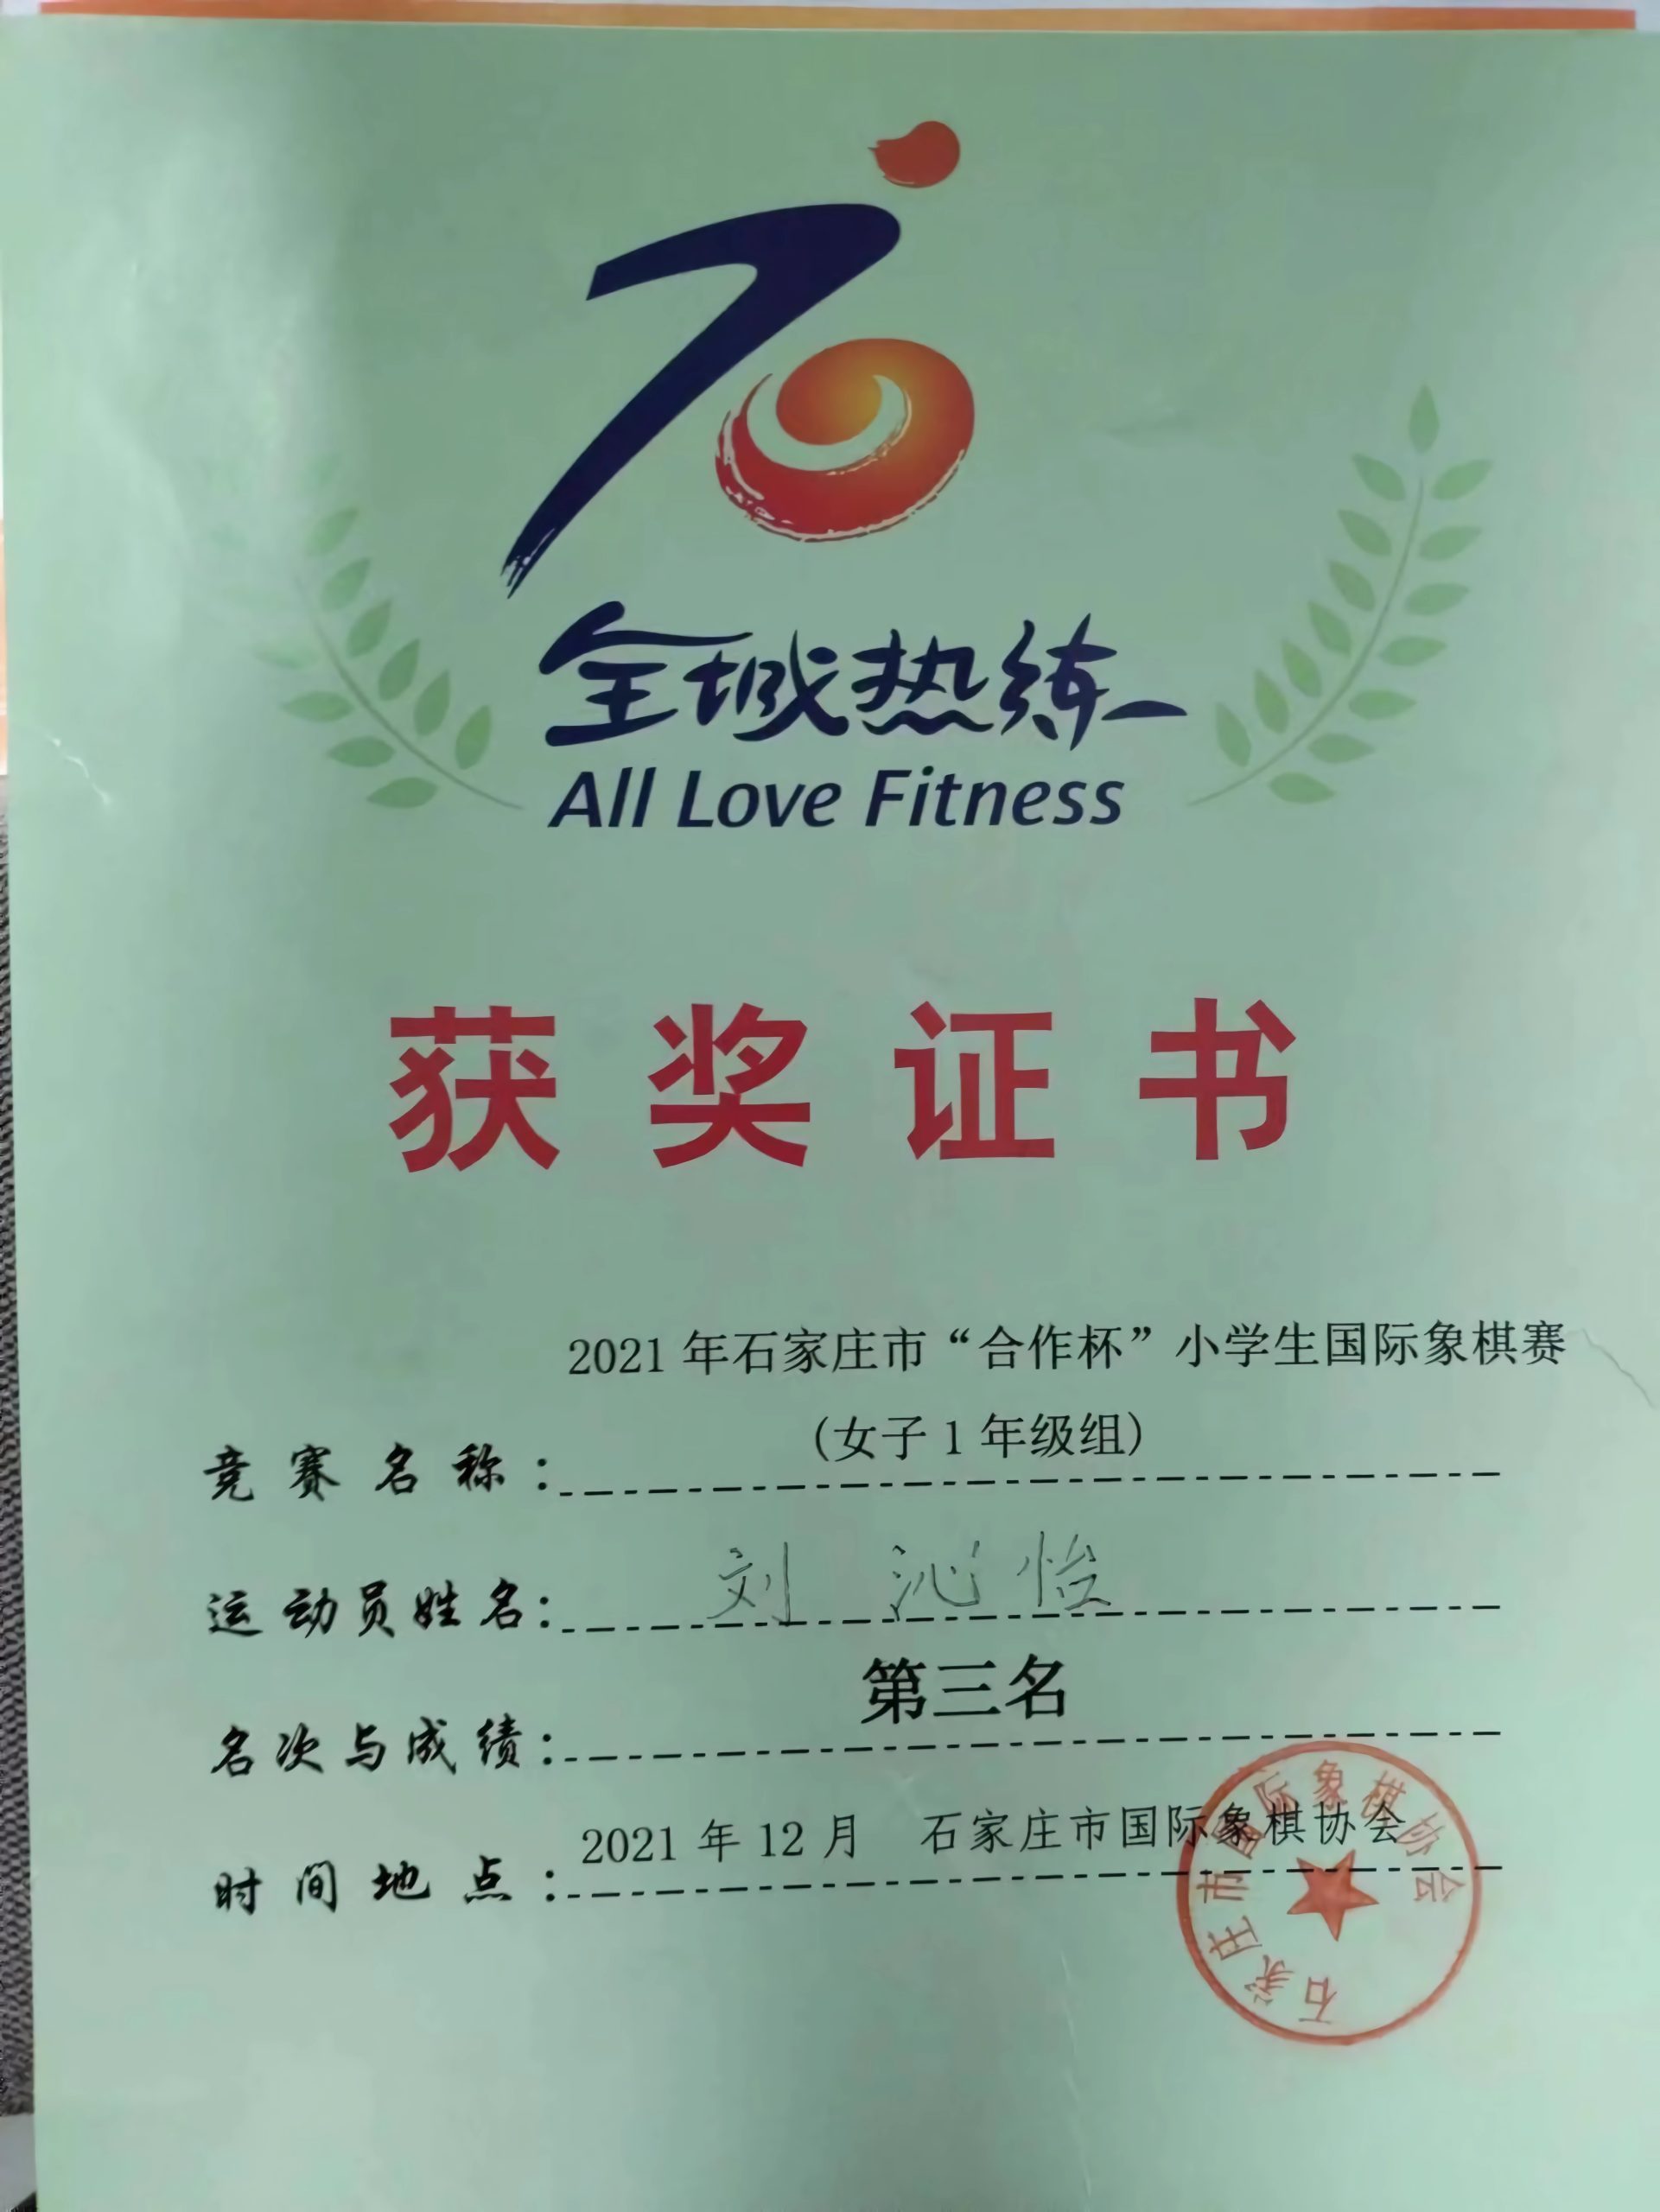 全城热练
All Love Fitness
获奖证书
2021年石家庄市“合作杯”小学生国际象棋赛
(女子1年级组)
竞赛名称:
运动员姓名: 刘 沁怡
名次与成绩: 第三名
时间地点: 2021年12月 石家庄市国际象棋协会
石家庄市国际象棋协会